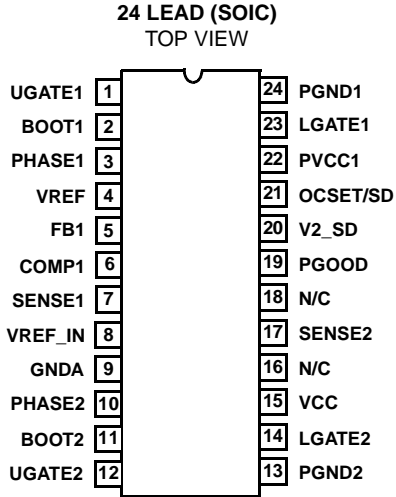 24 LEAD (SOIC)
TOP VIEW
UGATE1 1 24 PGND1
BOOT1 2 23 LGATE1
PHASE1 3 22 PVCC1
VREF 4 21 OCSET/SD
FB1 5 20 V2_SD
COMP1 6 19 PGOOD
SENSE1 7 18 N/C
VREF_IN 8 17 SENSE2
GNDA 9 16 N/C
PHASE2 10 15 VCC
BOOT2 11 14 LGATE2
UGATE2 12 13 PGND2